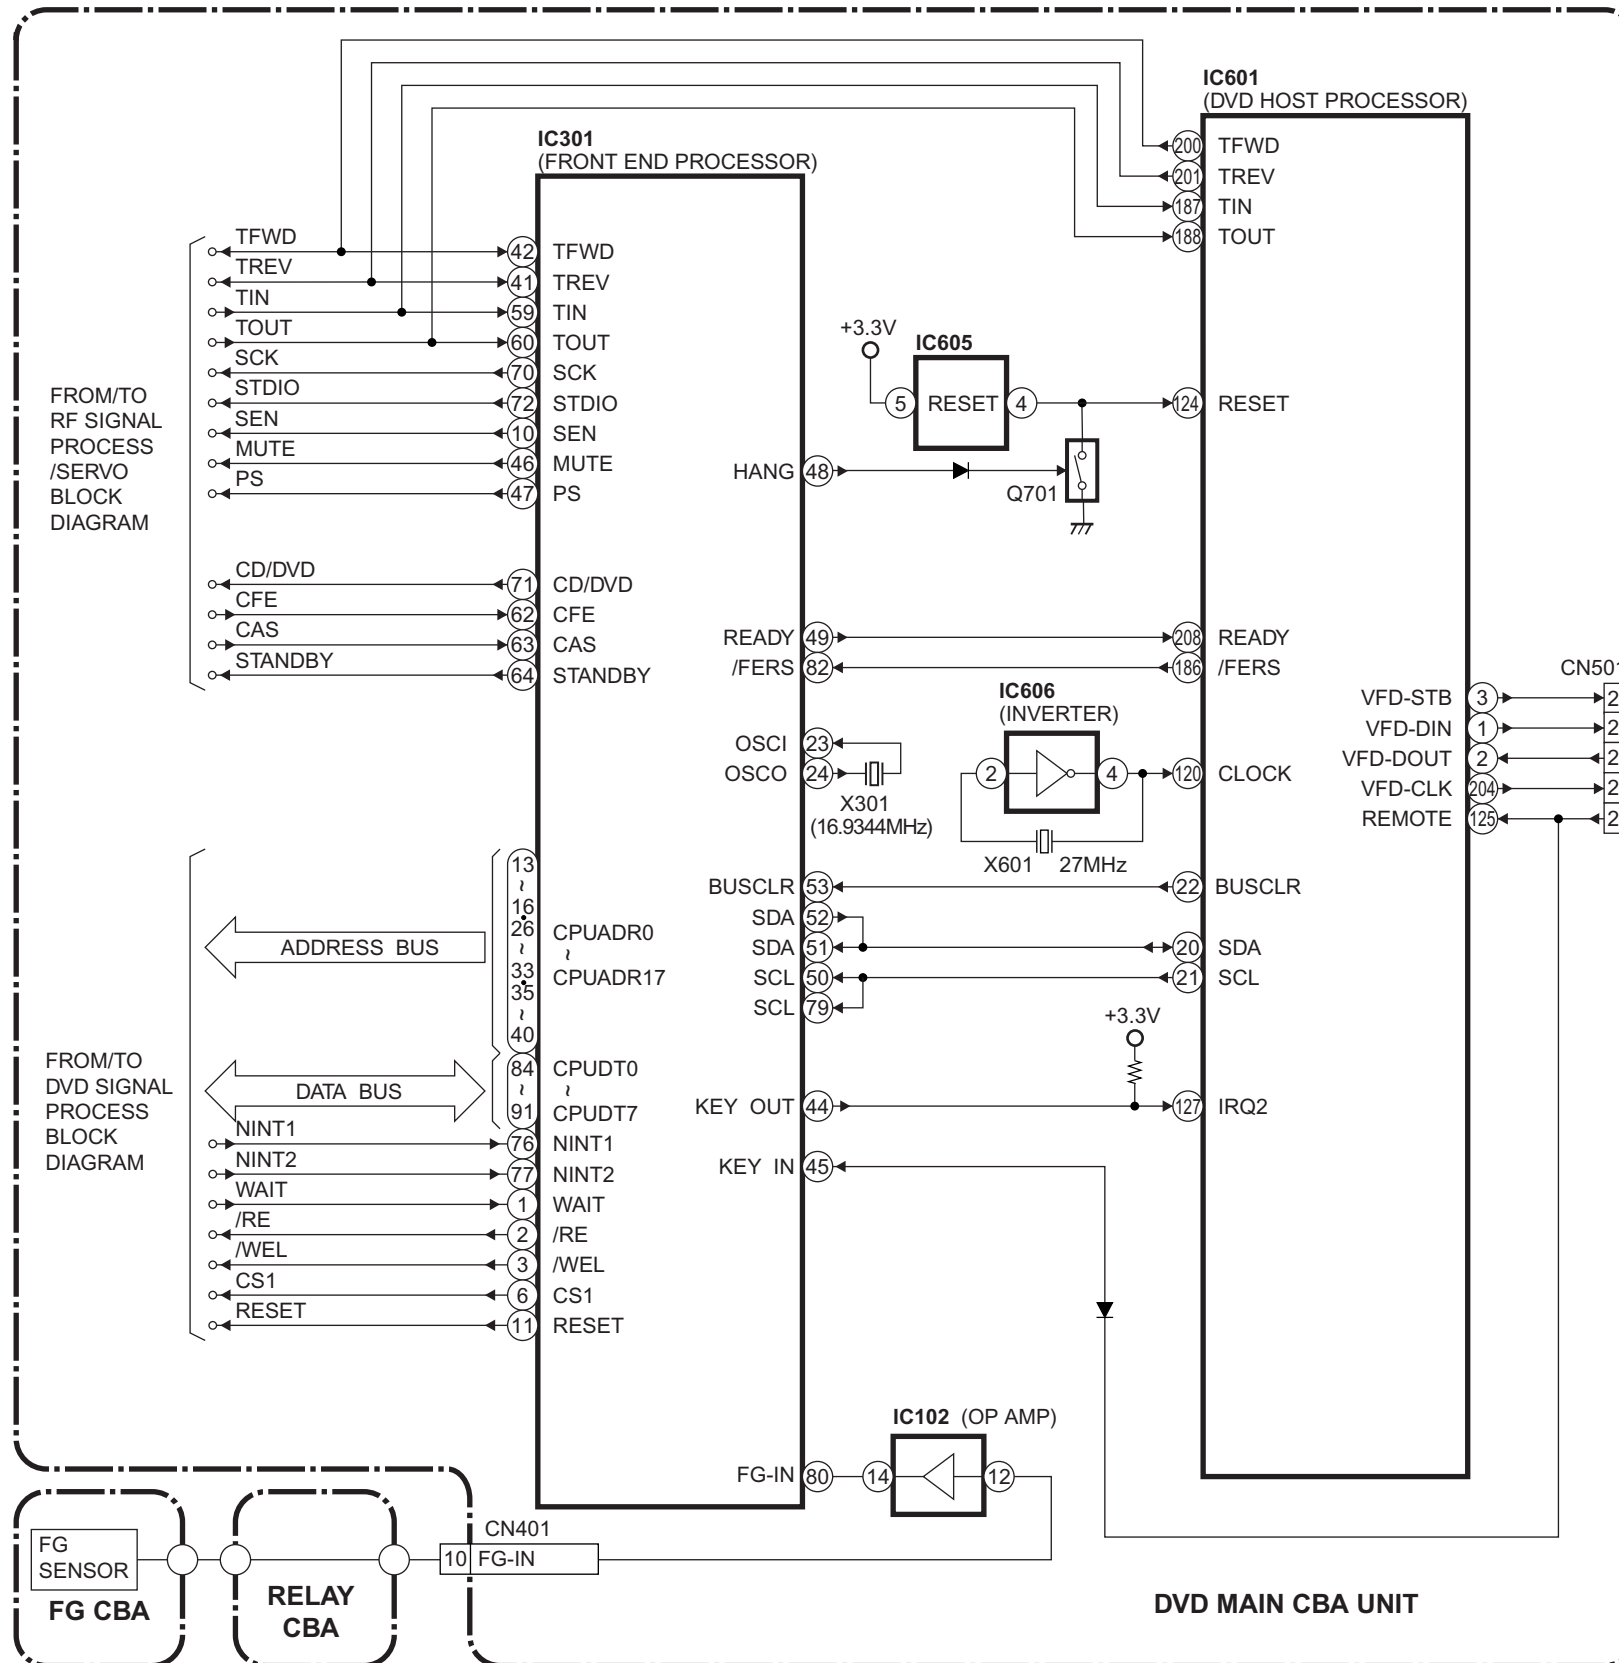 IC601
(DVD HOST PROCESSOR)
IC301
(FRONT END PROCESSOR)
200 TFWD
201 TREV
187 TIN
188 TOUT
TFWD 42 TFWD
TREV 41 TREV
TIN 59 TIN
TOUT 60 TOUT
SCK 70 SCK
STDIO 72 STDIO
SEN 10 SEN
MUTE 46 MUTE
PS 47 PS
FROM/TO
RF SIGNAL
PROCESS
/SERVO
BLOCK
DIAGRAM
CD/DVD 71 CD/DVD
CFE 62 CFE
CAS 63 CAS
STANDBY 64 STANDBY
+3.3V
IC605
5 RESET 4
124 RESET
HANG 48
Q701
READY 49
208 READY
/FERS 82
186 /FERS
IC606
(INVERTER)
OSCI 23
OSCO 24
X301
(16.9344MHz)
2 4
120 CLOCK
X601 27MHz
CN501
VFD-STB 3 2
VFD-DIN 1 2
VFD-DOUT 2 2
VFD-CLK 204 2
REMOTE 125 2
BUSCLR 53
22 BUSCLR
SDA 52
SDA 51
20 SDA
SCL 50
21 SCL
SCL 79
+3.3V
KEY OUT 44
127 IRQ2
KEY IN 45
13
~
16
26
~
33
35
~
40
ADDRESS BUS
CPUADR0
~
CPUADR17
FROM/TO
DVD SIGNAL
PROCESS
BLOCK
DIAGRAM
DATA BUS
84 CPUDT0
~ ~
91 CPUDT7
NINT1 76 NINT1
NINT2 77 NINT2
WAIT 1 WAIT
/RE 2 /RE
/WEL 3 /WEL
CS1 6 CS1
RESET 11 RESET
IC102 (OP AMP)
FG-IN 80 14 12
CN401
10 FG-IN
FG
SENSOR
FG CBA
RELAY
CBA
DVD MAIN CBA UNIT